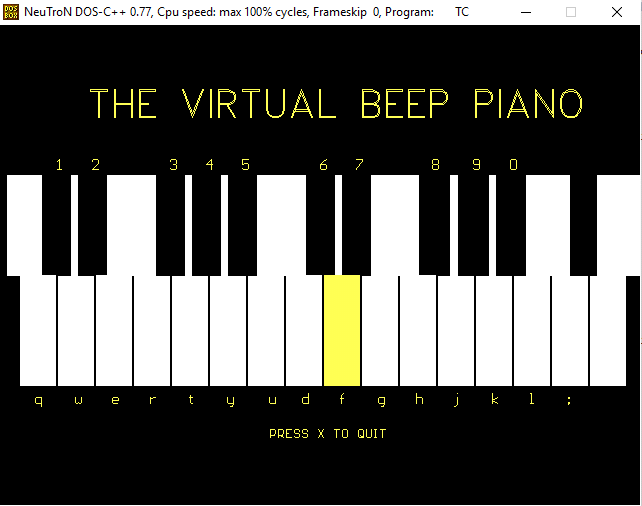 DOS BOX
NeuTroN DOS-C++ 0.77, Cpu speed: max 100% cycles, Frameskip 0, Program: TC
THE VIRTUAL BEEP PIANO
1 2 3 4 5 6 7 8 9 0
q w e r t y u d f g h j k l ;
PRESS X TO QUIT